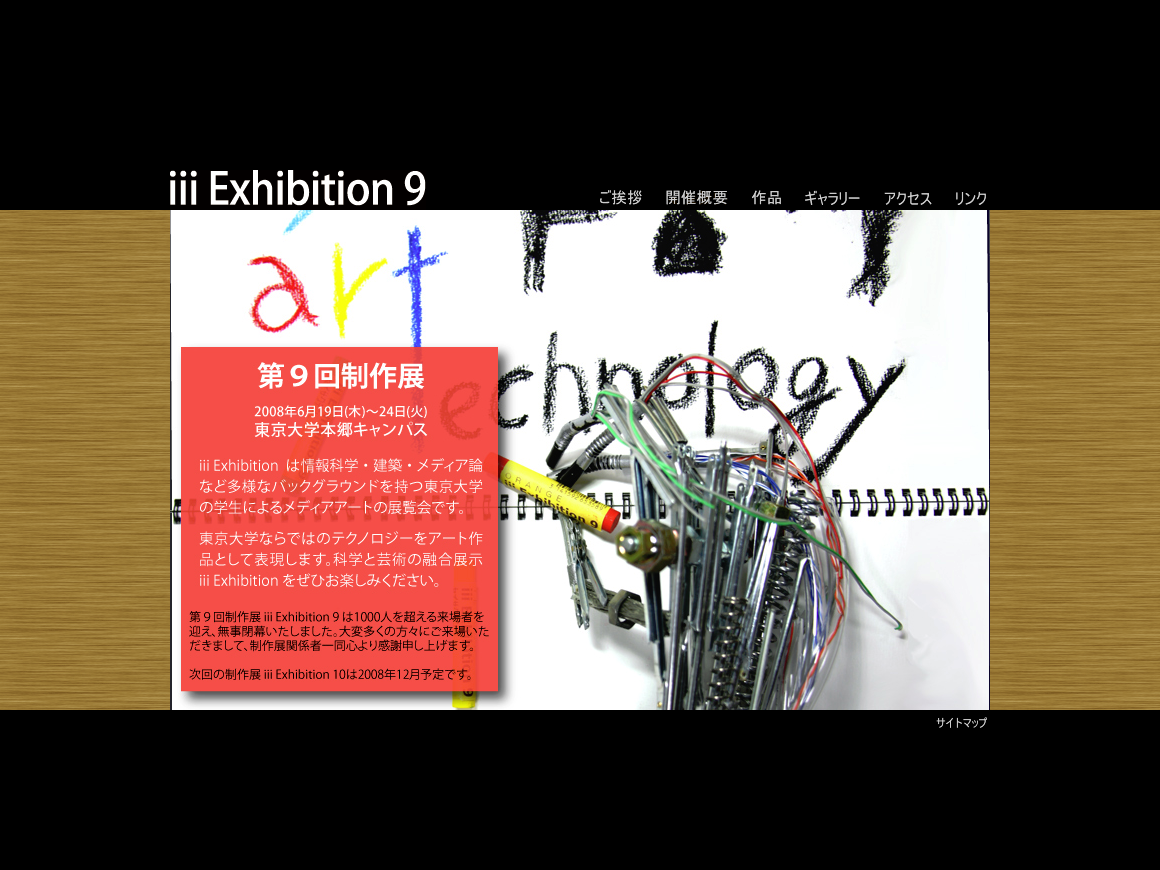 iii Exhibition 9
ご挨拶 開催概要 作品 ギャラリー アクセス リンク
art
echnology
第９回制作展
2008年6月19日(木)～24日(火)
東京大学本郷キャンパス
iii Exhibition は情報科学・建築・メディア論
など多様なバックグラウンドを持つ東京大学
の学生によるメディアアートの展覧会です。
東京大学ならではのテクノロジーをアート作
品として表現します。科学と芸術の融合展示
iii Exhibition をぜひお楽しみください。
ORANGE
第９回制作展 iii Exhibition 9 は1000人を超える来場者を
迎え、無事閉幕いたしました。大変多くの方々にご来場いた
だきまして、制作展関係者一同心より感謝申し上げます。
次回の制作展 iii Exhibition 10は2008年12月予定です。
サイトマップ